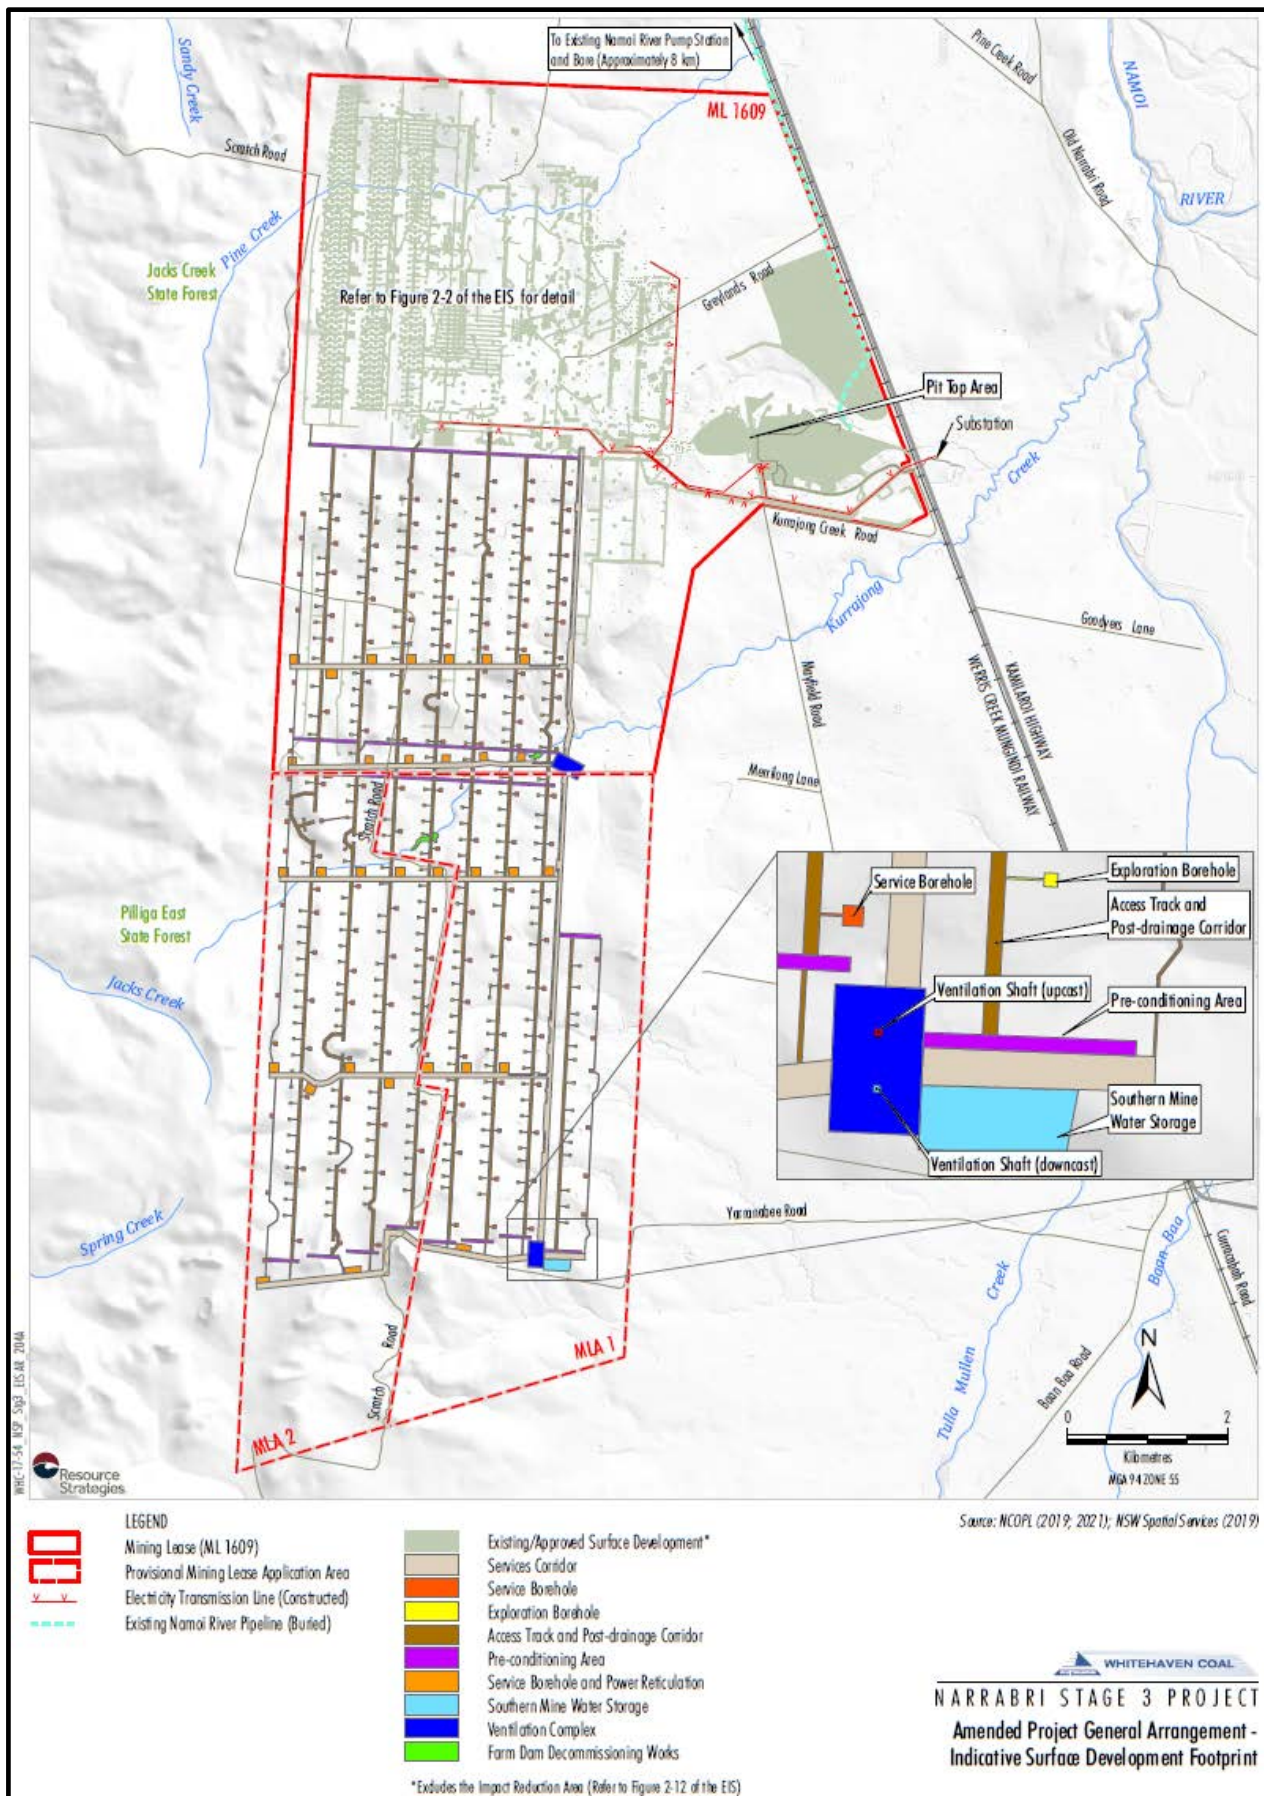 To Existing Namoi River Pump Station
and Bore (Approximately 8 km)
Sandy Creek
Scratch Road
ML 1609
Pine Creek Road
NAMOI
Old Narrabri Road
RIVER
Pine Creek
Jacks Creek
State Forest
Refer to Figure 2-2 of the EIS for detail
Greylands Road
Pit Top Area
Substation
Creek
Kurrajong Creek Road
Kurrajong
Goodyers Lane
Mayfield Road
KAMILAROI HIGHWAY
WERRIS CREEK MUNGINDI RAILWAY
Merrilong Lane
Scratch Road
Service Borehole
Exploration Borehole
Access Track and
Post-drainage Corridor
Pilliga East
State Forest
Jacks Creek
Ventilation Shaft (upcast)
Pre-conditioning Area
Southern Mine
Water Storage
Ventilation Shaft (downcast)
Spring Creek
Yarranabee Road
Baan Baa
Creek
Curracabah Road
Scratch
Road
MLA 1
N
Tulla Mullen
Baan Baa Road
MLA 2
0
2
Kilometres
MGA 94 ZONE 55
WHC-17-54_NSP_Stg3_EISAR_204A
Resource
Strategies
LEGEND
Mining Lease (ML 1609)
Provisional Mining Lease Application Area
Electricity Transmission Line (Constructed)
Existing Namoi River Pipeline (Buried)
Existing/Approved Surface Development*
Services Corridor
Service Borehole
Exploration Borehole
Access Track and Post-drainage Corridor
Pre-conditioning Area
Service Borehole and Power Reticulation
Southern Mine Water Storage
Ventilation Complex
Farm Dam Decommissioning Works
*Excludes the Impact Reduction Area (Refer to Figure 2-12 of the EIS)
Source: NCOPL (2019; 2021); NSW Spatial Services (2019)
WHITEHAVEN COAL
NARRABRI STAGE 3 PROJECT
Amended Project General Arrangement -
Indicative Surface Development Footprint